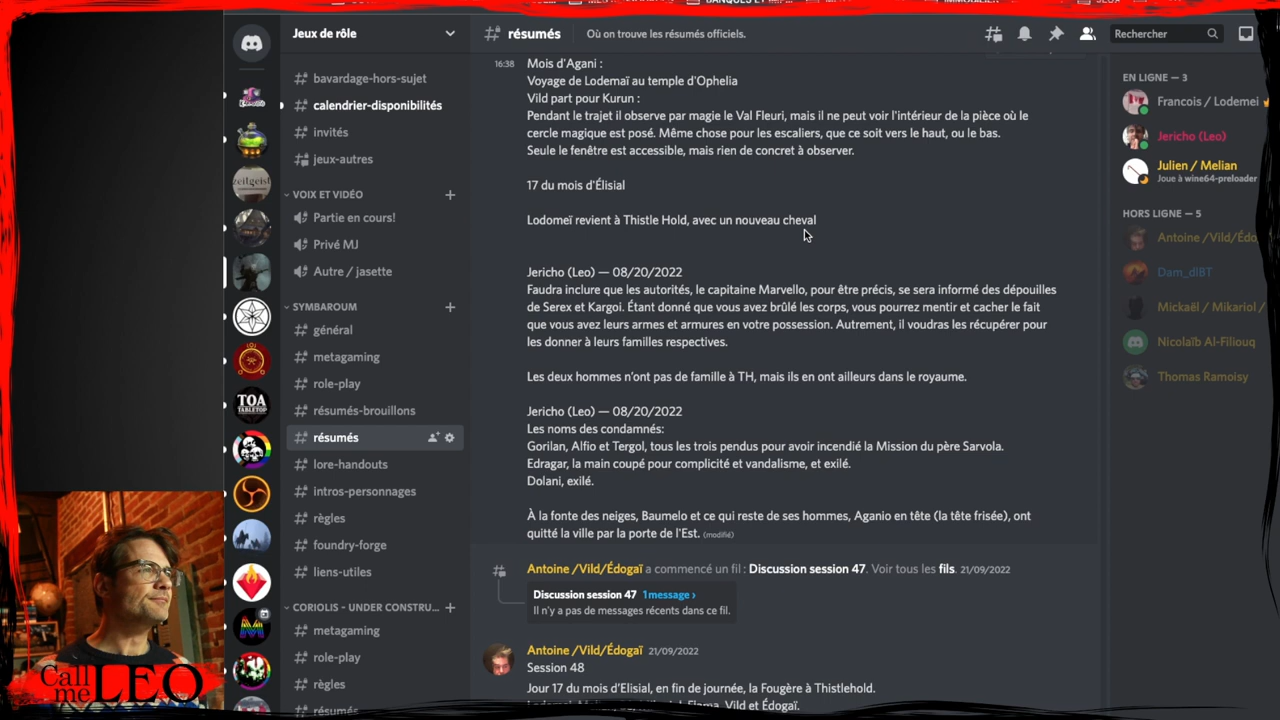 Jeux de rôle
résumés
Où on trouve les résumés officiels.
Rechercher
bavardage-hors-sujet
calendrier-disponibilités
invités
jeux-autres
VOIX ET VIDÉO
Partie en cours!
Privé MJ
Autre / jasette
SYMBAROUM
général
metagaming
role-play
résumés-brouillons
résumés
lore-handouts
intros-personnages
règles
foundry-forge
liens-utiles
CORIOLIS - UNDER CONSTRU...
metagaming
role-play
règles
résumés
zeitgeist
TOA
TABLETOP
16:38
Mois d'Agani :
Voyage de Lodemaï au temple d'Ophelia
Vild part pour Kurun :
Pendant le trajet il observe par magie le Val Fleuri, mais il ne peut voir l'intérieur de la pièce où le
cercle magique est posé. Même chose pour les escaliers, que ce soit vers le haut, ou le bas.
Seule le fenêtre est accessible, mais rien de concret à observer.
17 du mois d'Élisial
Lodomeï revient à Thistle Hold, avec un nouveau cheval
Jericho (Leo) — 08/20/2022
Faudra inclure que les autorités, le capitaine Marvello, pour être précis, se sera informé des dépouilles
de Serex et Kargoi. Étant donné que vous avez brûlé les corps, vous pourrez mentir et cacher le fait
que vous avez leurs armes et armures en votre possession. Autrement, il voudras les récupérer pour
les donner à leurs familles respectives.
Les deux hommes n'ont pas de famille à TH, mais ils en ont ailleurs dans le royaume.
Jericho (Leo) — 08/20/2022
Les noms des condamnés:
Gorilan, Alfio et Tergol, tous les trois pendus pour avoir incendié la Mission du père Sarvola.
Edragar, la main coupé pour complicité et vandalisme, et exilé.
Dolani, exilé.
À la fonte des neiges, Baumelo et ce qui reste de ses hommes, Aganio en tête (la tête frisée), ont
quitté la ville par la porte de l'Est. (modifié)
Antoine /Vild/Édogaï a commencé un fil : Discussion session 47. Voir tous les fils. 21/09/2022
Discussion session 47 1 message ›
Il n'y a pas de messages récents dans ce fil.
Antoine /Vild/Édogaï 21/09/2022
Session 48
Jour 17 du mois d'Elisial, en fin de journée, la Fougère à Thistlehold.
EN LIGNE — 3
Francois / Lodemei
Jericho (Leo)
Julien / Melian
Joue à wine64-preloader
HORS LIGNE — 5
Antoine /Vild/Édo
Dam_dlBT
Mickaël / Mikariol /
Nicolaïb Al-Filiouq
Thomas Ramoisy
Call
me LEO